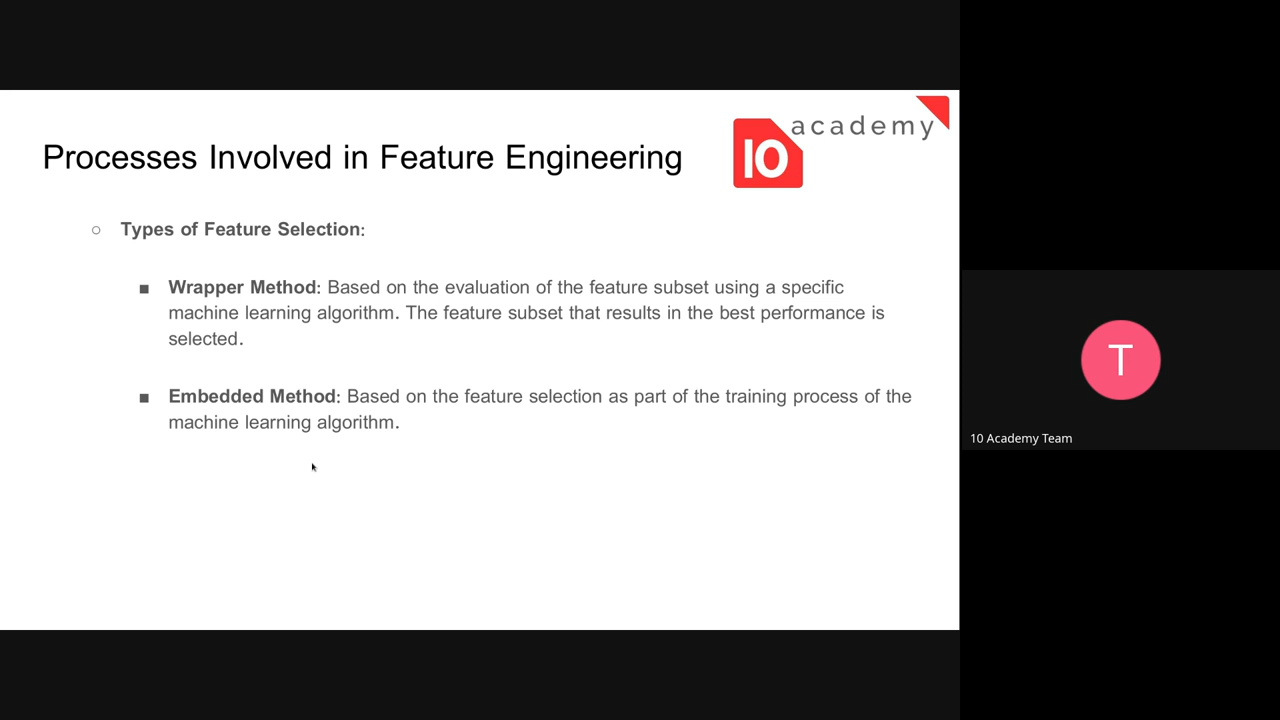 10 academy
Processes Involved in Feature Engineering
○ Types of Feature Selection:
■ Wrapper Method: Based on the evaluation of the feature subset using a specific
machine learning algorithm. The feature subset that results in the best performance is
selected.
■ Embedded Method: Based on the feature selection as part of the training process of the
machine learning algorithm.
T
10 Academy Team